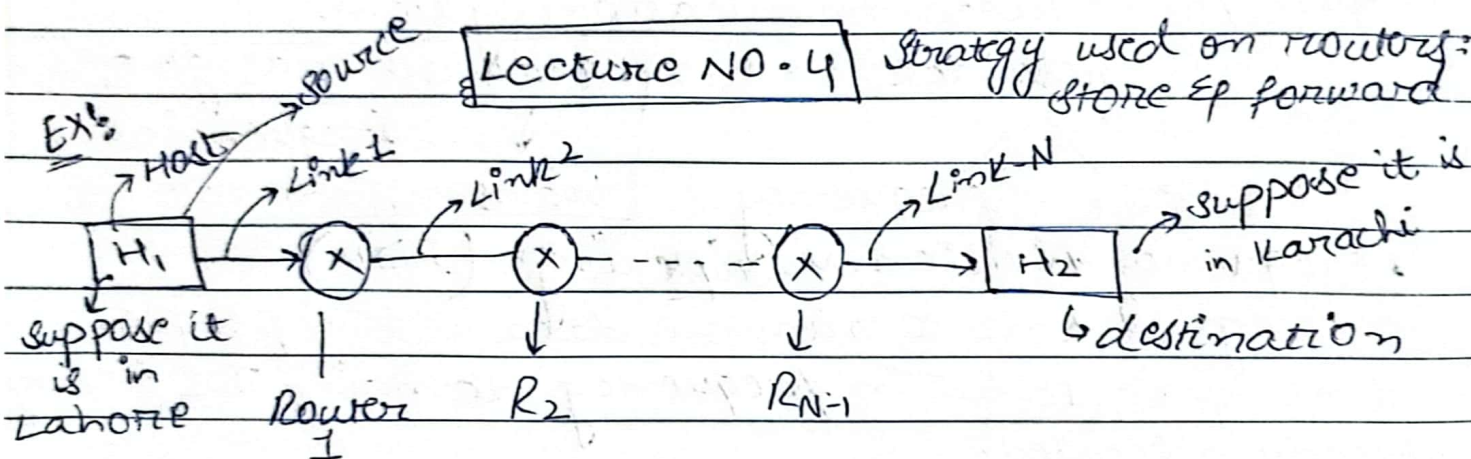 Lecture NO.4 Strategy used on routers:
store & forward
Ex:
Host
source
Link 1
Link 2
Link-N
suppose it is
in Karachi
H1 X X - - - - X H2
suppose it
is in
Lahore
Router
1
R2
RN-1
destination